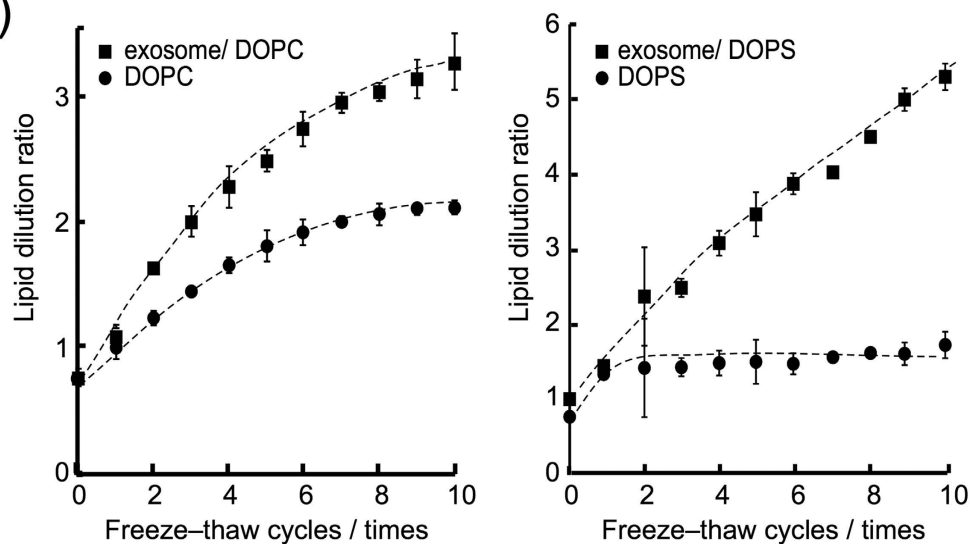 )
exosome/ DOPC
DOPC
Lipid dilution ratio
3
2
1
0
0 2 4 6 8 10
Freeze–thaw cycles / times
exosome/ DOPS
DOPS
Lipid dilution ratio
6
5
4
3
2
1
0
0 2 4 6 8 10
Freeze–thaw cycles / times